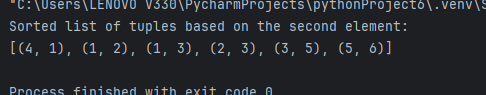 "C:\Users\LENOVO V330\PycharmProjects\pythonProject6\.venv\S
Sorted list of tuples based on the second element:
[(4, 1), (1, 2), (1, 3), (2, 3), (3, 5), (5, 6)]
Process finished with exit code 0